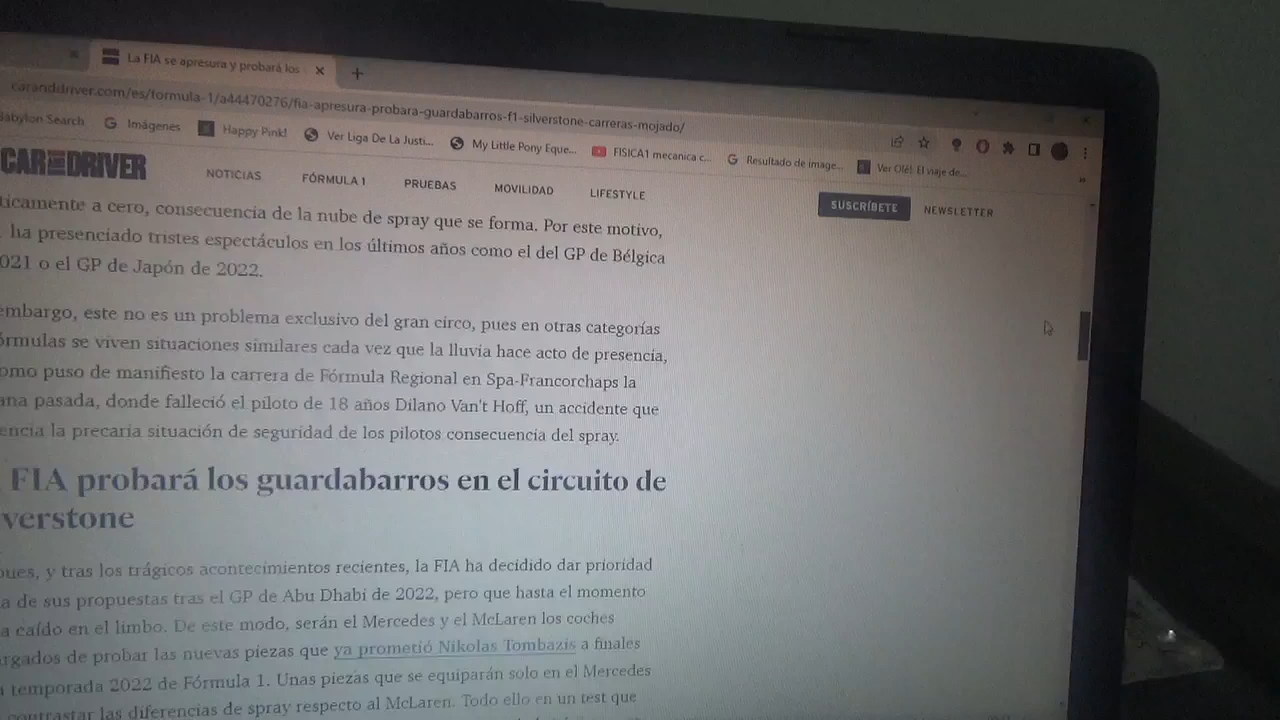 La FIA se apresura y probará los
caranddriver.com/es/formula-1/a44470276/fia-apresura-probara-guardabarros-f1-silverstone-carreras-mojado/
Babylon Search Imágenes Happy Pink! Ver Liga De La Justi... My Little Pony Eque... FISICA1 mecanica c... Resultado de image... Ver Olé! El viaje de...
CAR AND DRIVER NOTICIAS FÓRMULA 1 PRUEBAS MOVILIDAD LIFESTYLE SUSCRÍBETE NEWSLETTER
ticamente a cero, consecuencia de la nube de spray que se forma. Por este motivo,
ha presenciado tristes espectáculos en los últimos años como el del GP de Bélgica
021 o el GP de Japón de 2022.
embargo, este no es un problema exclusivo del gran circo, pues en otras categorías
órmulas se viven situaciones similares cada vez que la lluvia hace acto de presencia,
omo puso de manifiesto la carrera de Fórmula Regional en Spa-Francorchaps la
ana pasada, donde falleció el piloto de 18 años Dilano Van't Hoff, un accidente que
encia la precaria situación de seguridad de los pilotos consecuencia del spray.
FIA probará los guardabarros en el circuito de
verstone
pues, y tras los trágicos acontecimientos recientes, la FIA ha decidido dar prioridad
a de sus propuestas tras el GP de Abu Dhabi de 2022, pero que hasta el momento
a caído en el limbo. De este modo, serán el Mercedes y el McLaren los coches
argados de probar las nuevas piezas que ya prometió Nikolas Tombazis a finales
temporada 2022 de Fórmula 1. Unas piezas que se equiparán solo en el Mercedes
contrastar las diferencias de spray respecto al McLaren. Todo ello en un test que